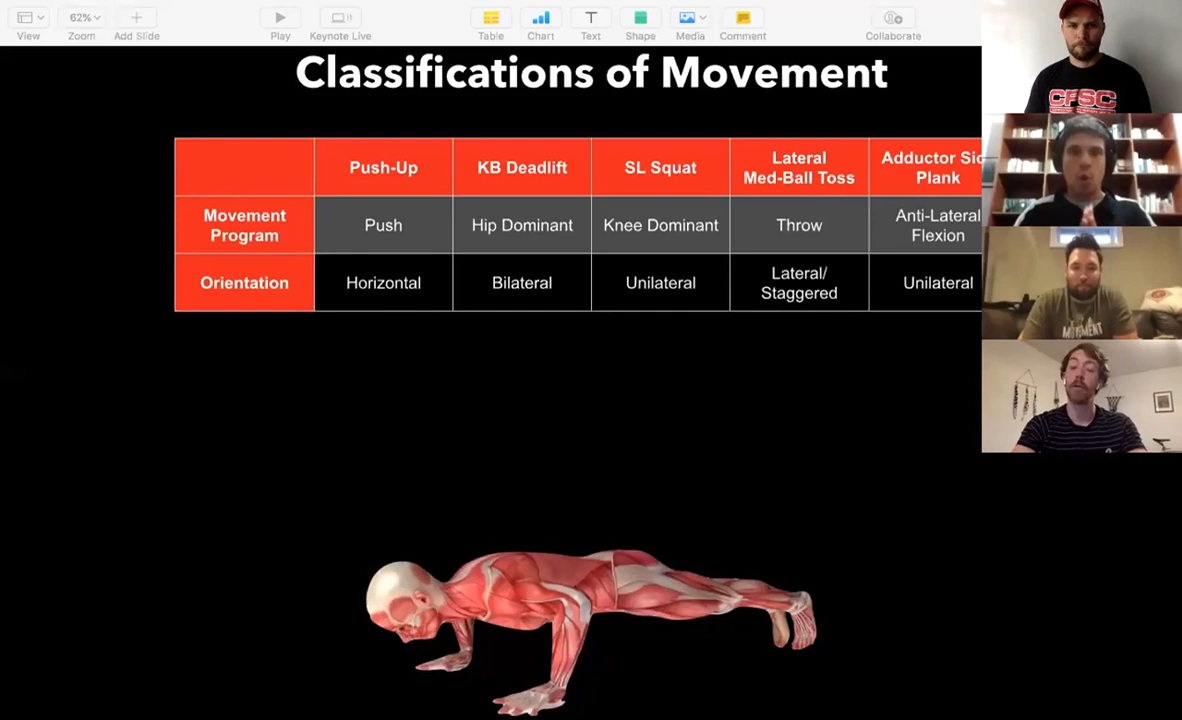 62%
View
Zoom
Add Slide
Play
Keynote Live
Table
Chart
Text
Shape
Media
Comment
Collaborate
Classifications of Movement
Push-Up
KB Deadlift
SL Squat
Lateral
Med-Ball Toss
Adductor
Plank
Movement
Program
Push
Hip Dominant
Knee Dominant
Throw
Anti-Lateral
Flexion
Orientation
Horizontal
Bilateral
Unilateral
Lateral/
Staggered
Unilateral
CFSC
MOVEMENT